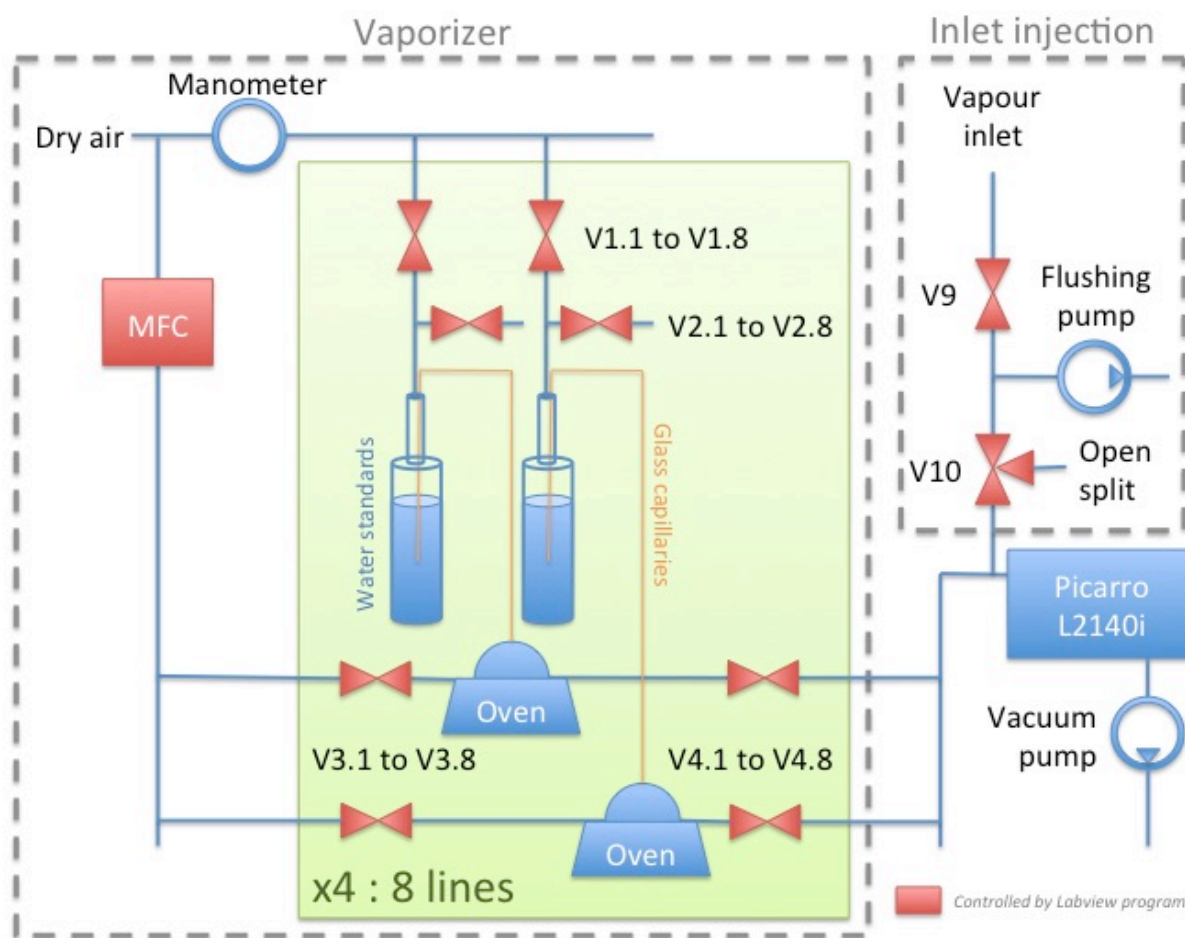 Vaporizer
Inlet injection
Manometer
Dry air
Vapour
inlet
V1.1 to V1.8
MFC
V2.1 to V2.8
V9
Flushing
pump
Water standards
Glass capillaries
V10
Open
split
Picarro
L2140i
Oven
V3.1 to V3.8
V4.1 to V4.8
Vacuum
pump
Oven
x4 : 8 lines
Controlled by Labview program